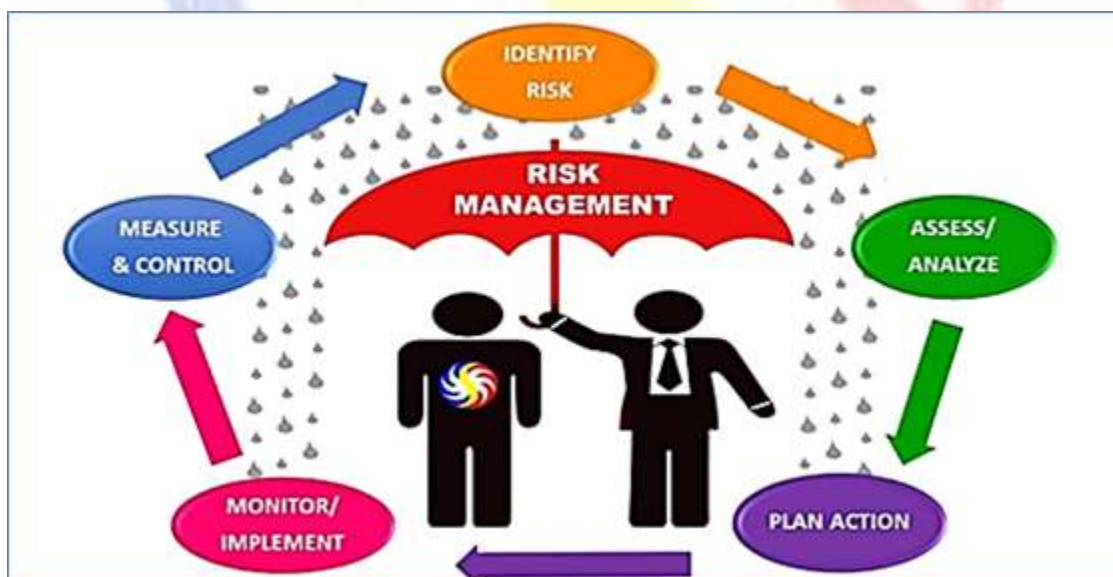 IDENTIFY
RISK
RISK
MANAGEMENT
MEASURE
& CONTROL
ASSESS/
ANALYZE
MONITOR/
IMPLEMENT
PLAN ACTION